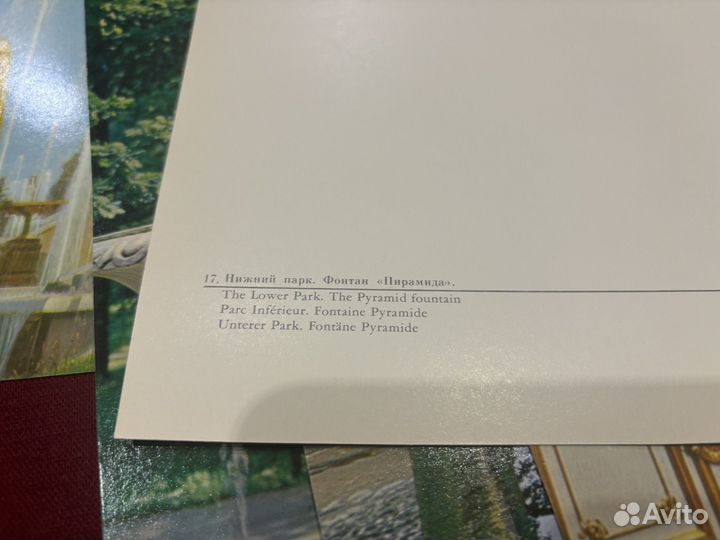 17. Нижний парк. Фонтан «Пирамида».
The Lower Park. The Pyramid fountain
Parc Inférieur. Fontaine Pyramide
Unterer Park. Fontäne Pyramide
Avito